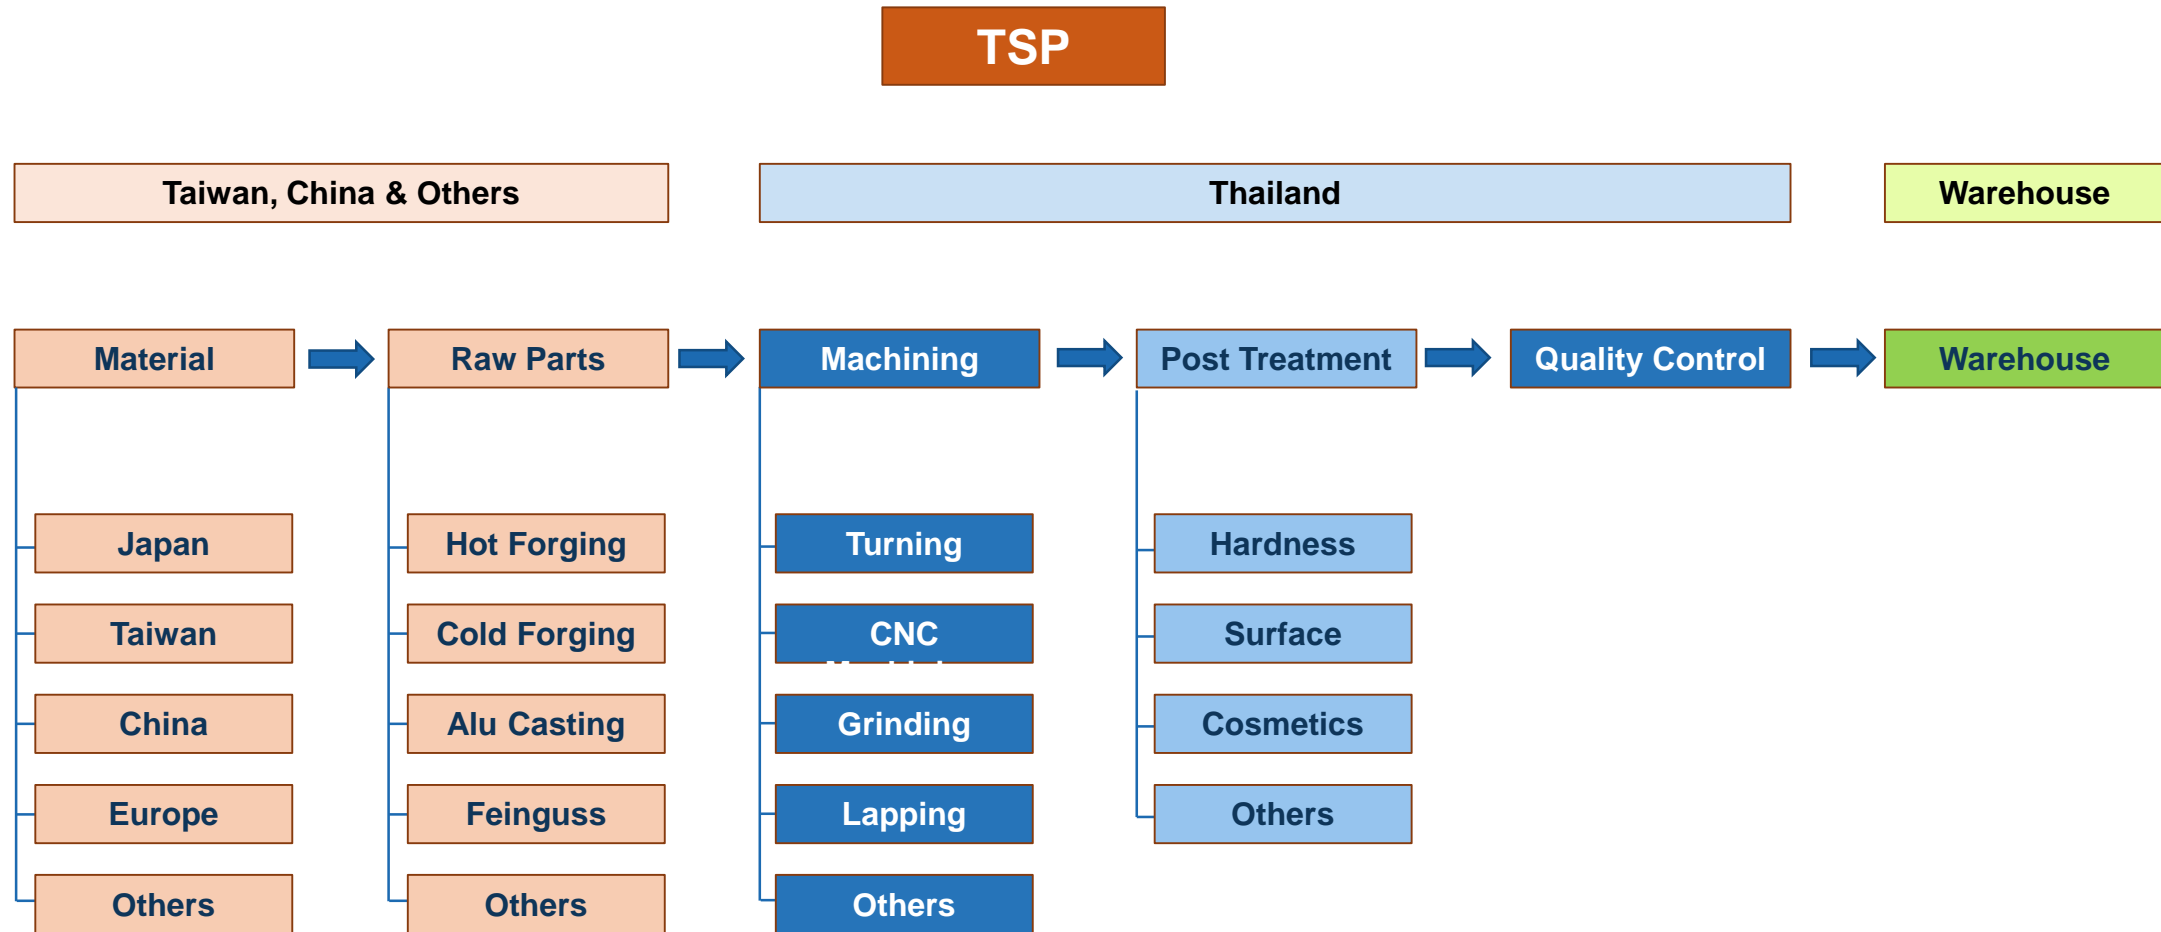 TSP
Taiwan, China & Others
Thailand
Warehouse
Material
Raw Parts
Machining
Post Treatment
Quality Control
Warehouse
Japan
Taiwan
China
Europe
Others
Hot Forging
Cold Forging
Alu Casting
Feinguss
Others
Turning
CNC
Grinding
Lapping
Others
Hardness
Surface
Cosmetics
Others